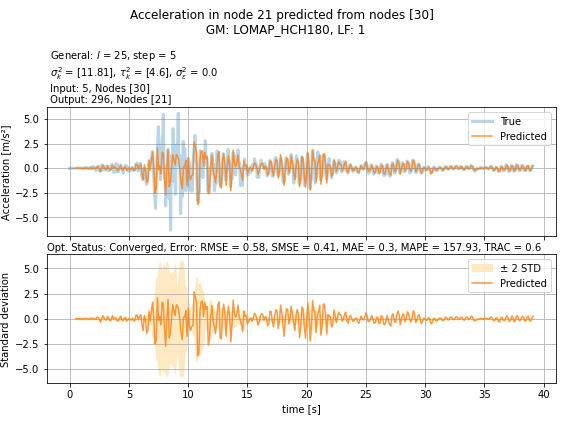 Acceleration in node 21 predicted from nodes [30]
GM: LOMAP_HCH180, LF: 1
General: l = 25, step = 5
σ²ₖ = [11.81], τ²ₖ = [4.6], σ²ε = 0.0
Input: 5, Nodes [30]
Output: 296, Nodes [21]
True
Predicted
Acceleration [m/s²]
5.0
2.5
0.0
−2.5
−5.0
Opt. Status: Converged, Error: RMSE = 0.58, SMSE = 0.41, MAE = 0.3, MAPE = 157.93, TRAC = 0.6
± 2 STD
Predicted
Standard deviation
5.0
2.5
0.0
−2.5
−5.0
0 5 10 15 20 25 30 35 40
time [s]